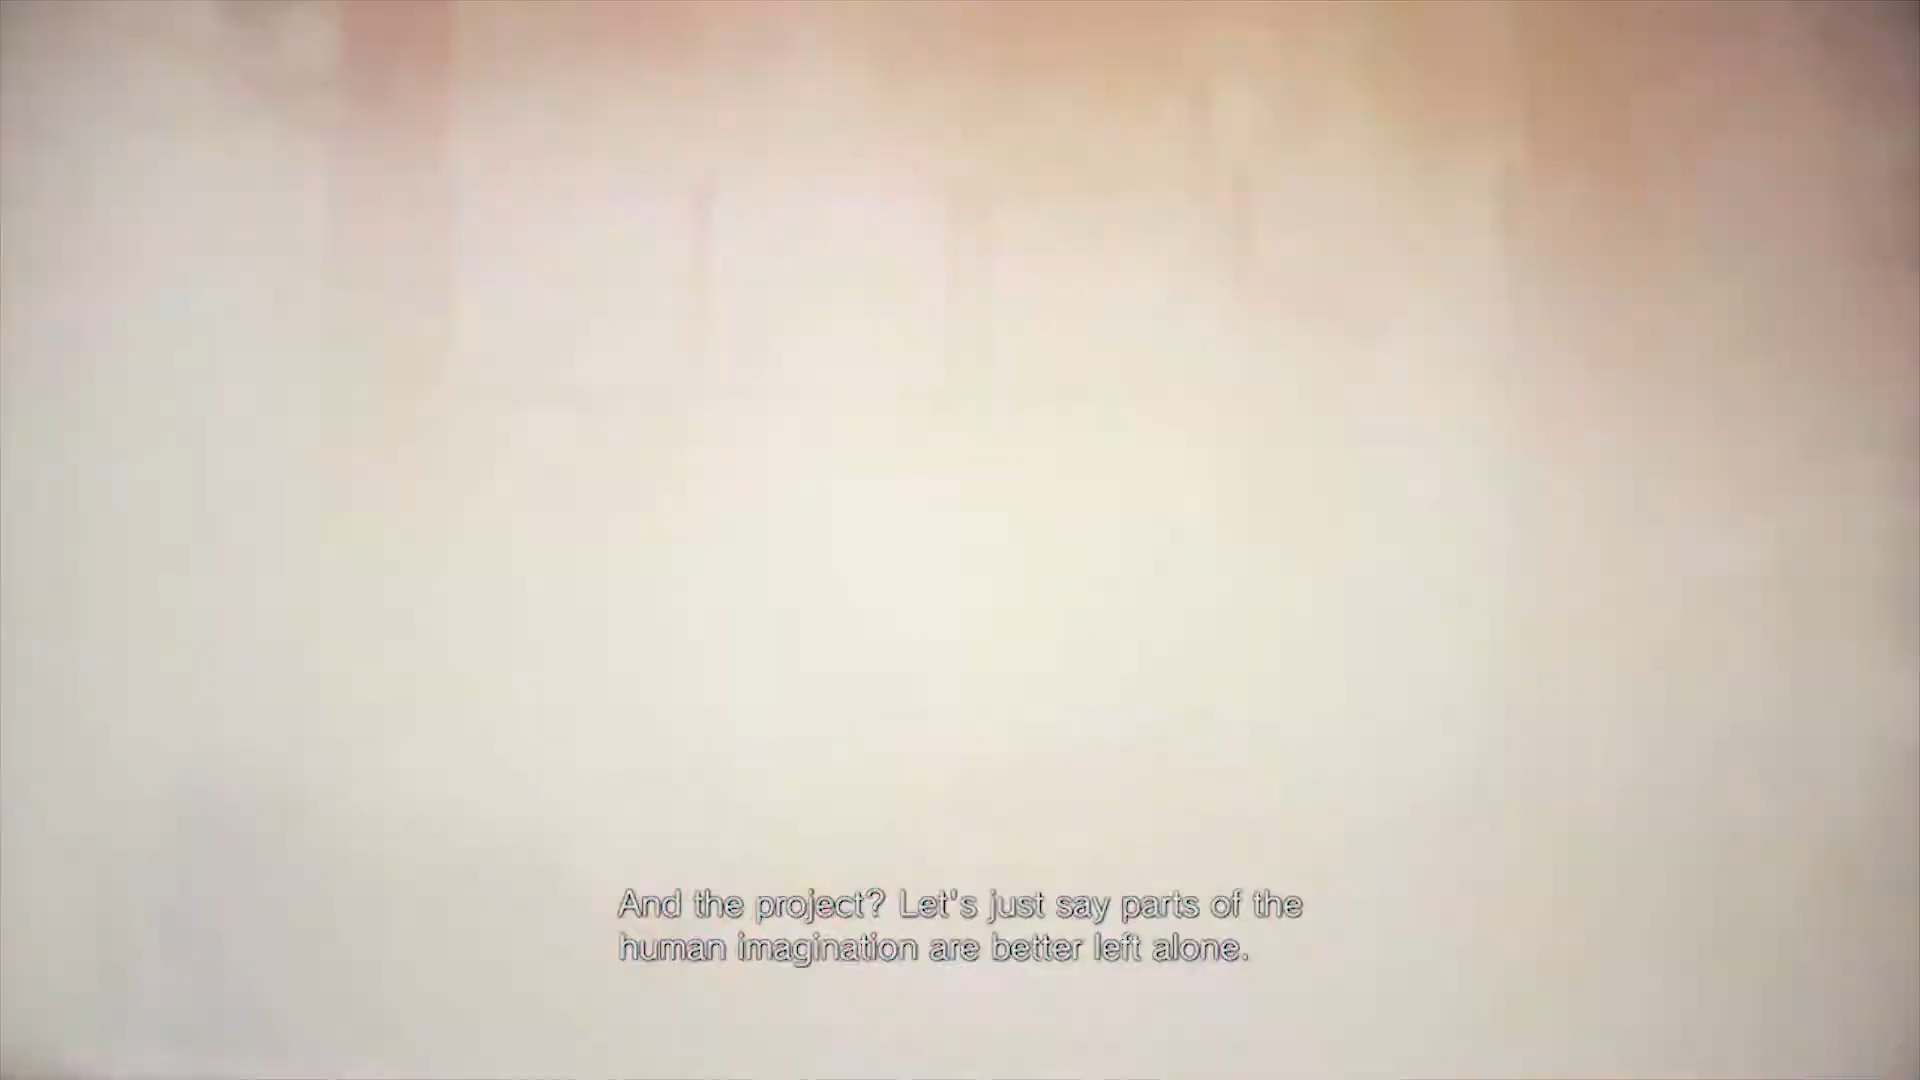 And the project? Let's just say parts of the
human imagination are better left alone.